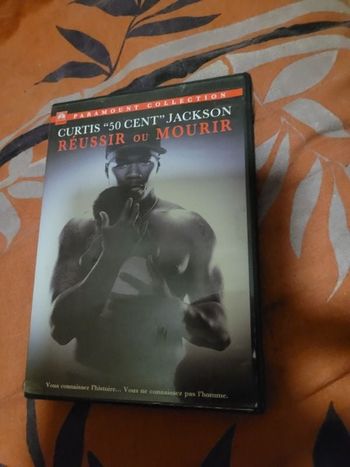 PARAMOUNT COLLECTION
CURTIS "50 CENT" JACKSON
RÉUSSIR OU MOURIR
Vous connaissez l'histoire... Vous ne connaissez pas l'homme.